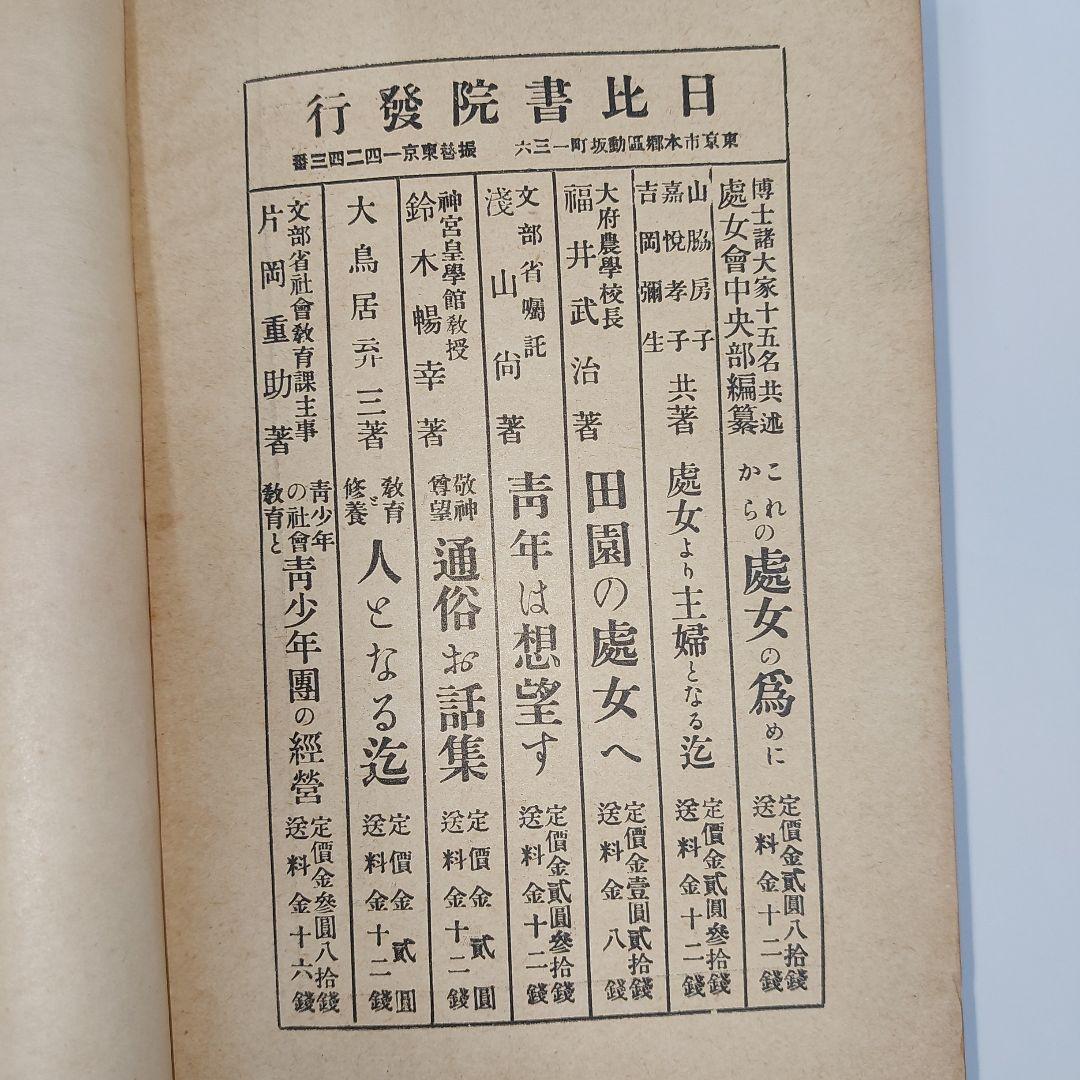 日比書院發行
東京市本鄕區動坂町一三六　振替東京一四二四三番
博士諸大家十五名共述
處女會中央部編纂
これからの處女の爲めに
定價金貳圓八拾錢
送料金十二錢
山脇房子
嘉悅孝子
吉岡彌生
共著
處女より主婦となる迄
定價金貳圓參拾錢
送料金十二錢
大府農學校長
福井武治著
田園の處女へ
定價金壹圓貳拾錢
送料金八錢
文部省囑託
淺山尙著
靑年は想望す
定價金貳圓參拾錢
送料金十二錢
神宮皇學館敎授
鈴木暢幸著
敬神尊望 通俗お話集
定價金貳圓
送料金十二錢
大鳥居弃三著
敎育と修養 人となる迄
定價金貳圓
送料金十二錢
文部省社會敎育課主事
片岡重助著
靑少年の社會敎育と 靑少年團の經營
定價金參圓八拾錢
送料金十六錢